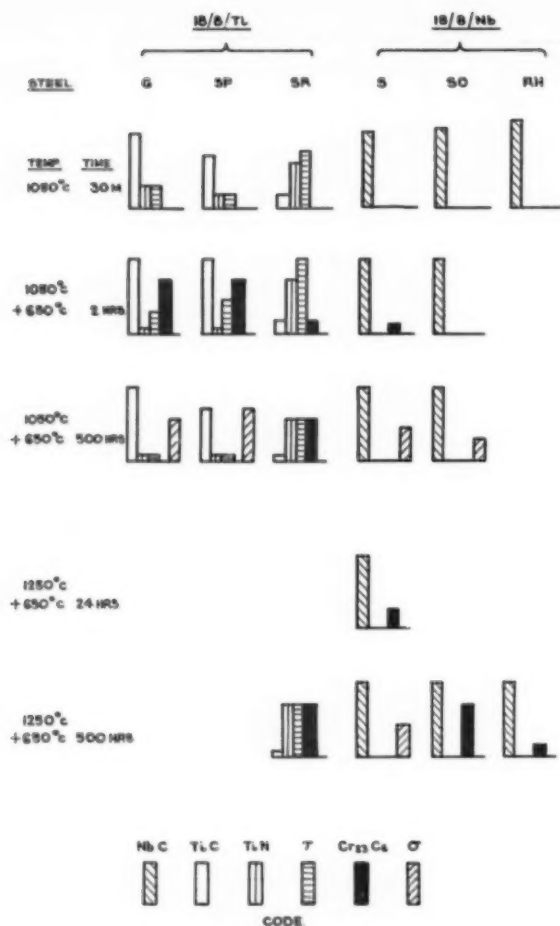 18/8/Ti 18/8/Nb
STEEL G SP SR S SO RH
TEMP. TIME
1050°C 30 M
1050°C
+ 650°C 2 HRS
1050°C
+ 650°C 500 HRS
1250°C
+ 650°C 24 HRS
1250°C
+ 650°C 500 HRS
NbC TiC TiN T Cr23C6 σ
CODE